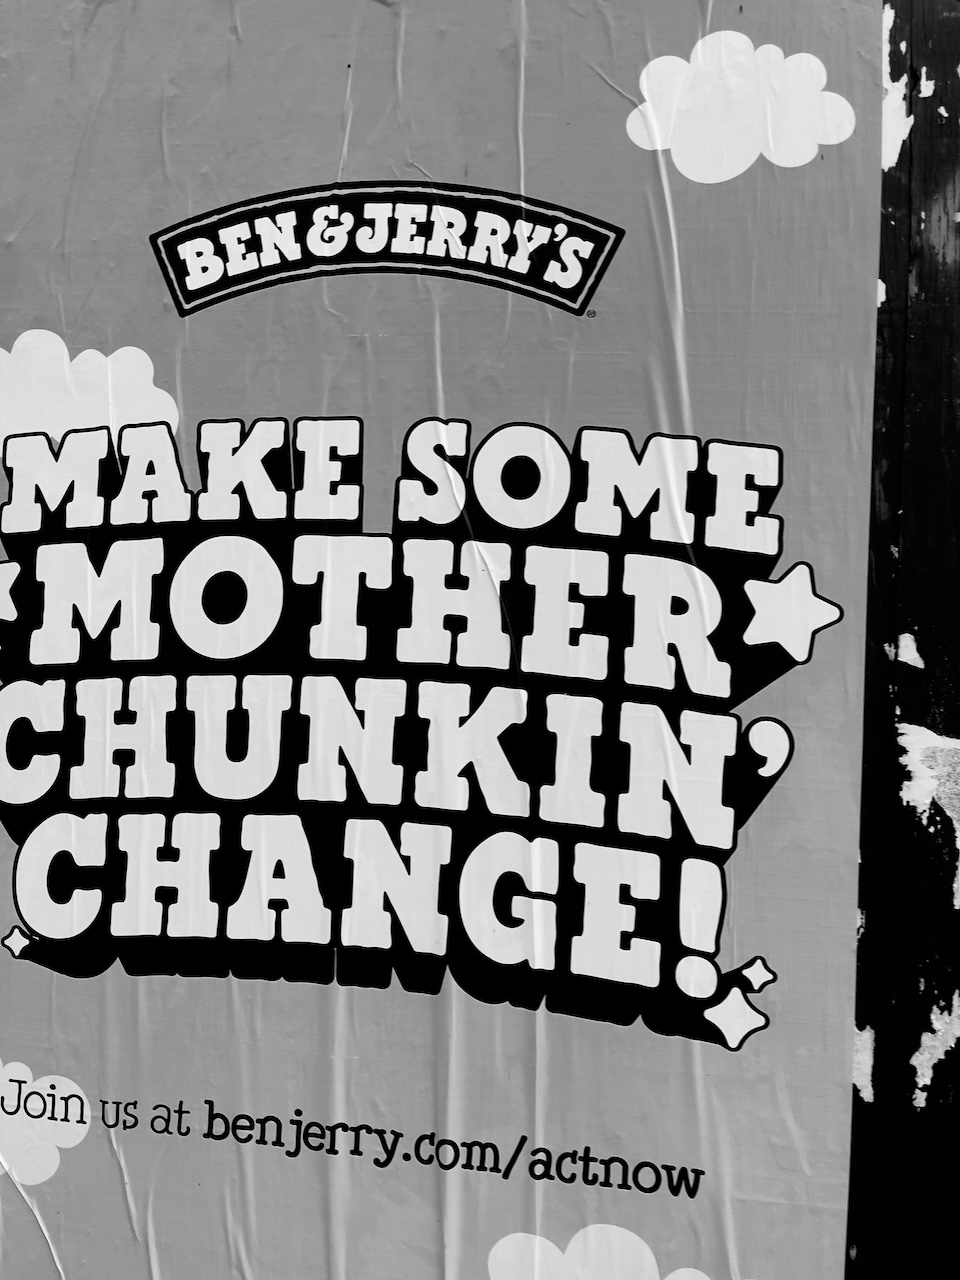 BEN & JERRY'S®
MAKE SOME
MOTHER
CHUNKIN'
CHANGE!
Join us at benjerry.com/actnow